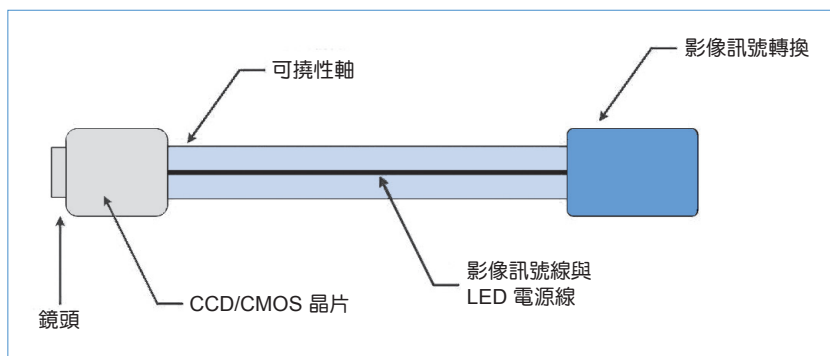 影像訊號轉換
可撓性軸
影像訊號線與
LED 電源線
CCD/CMOS 晶片
鏡頭